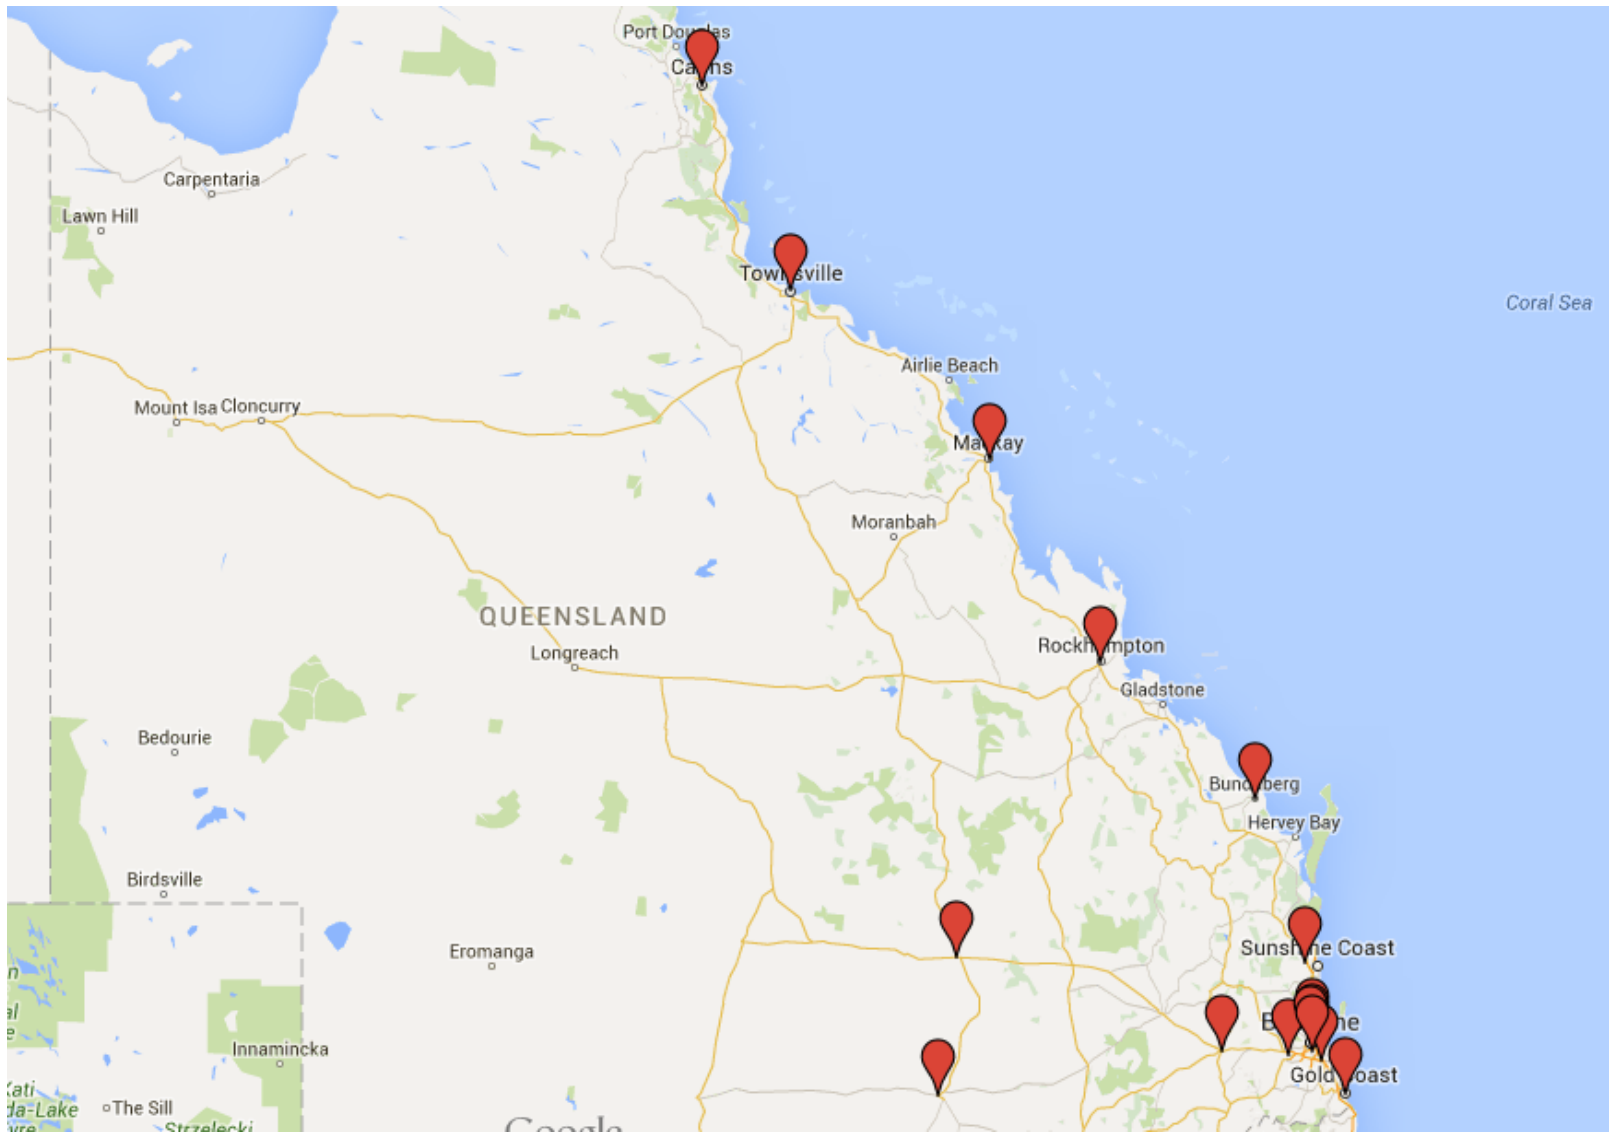 Port Douglas
Cairns
Carpentaria
Lawn Hill
Townsville
Coral Sea
Airlie Beach
Mount Isa
Cloncurry
Mackay
Moranbah
QUEENSLAND
Rockhampton
Longreach
Gladstone
Bedourie
Bundaberg
Hervey Bay
Birdsville
Sunshine Coast
Eromanga
Innamincka
Gold Coast
The Sill
Strzelecki
Google